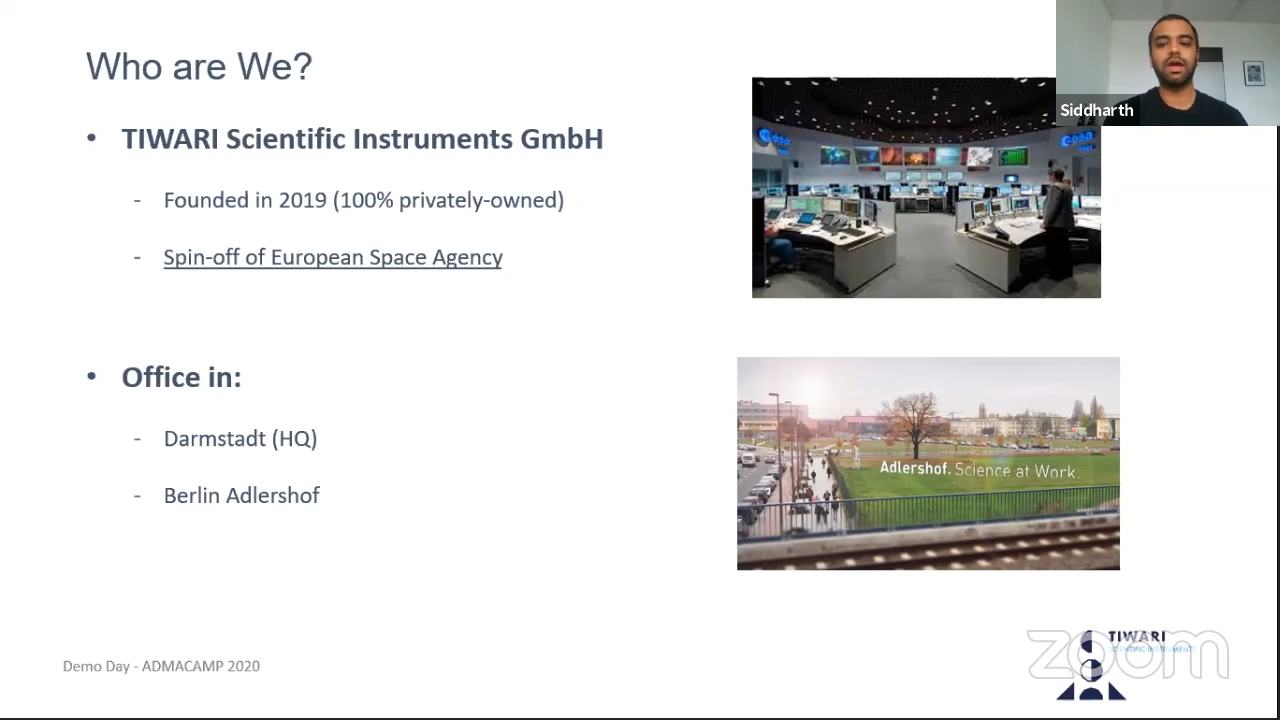 Who are We?
• TIWARI Scientific Instruments GmbH
- Founded in 2019 (100% privately-owned)
- Spin-off of European Space Agency
• Office in:
- Darmstadt (HQ)
- Berlin Adlershof
Siddharth
esa
esa
Adlershof. Science at Work.
Demo Day - ADMACAMP 2020
TIWARI
SCIENTIFIC INSTRUMENTS
zoom